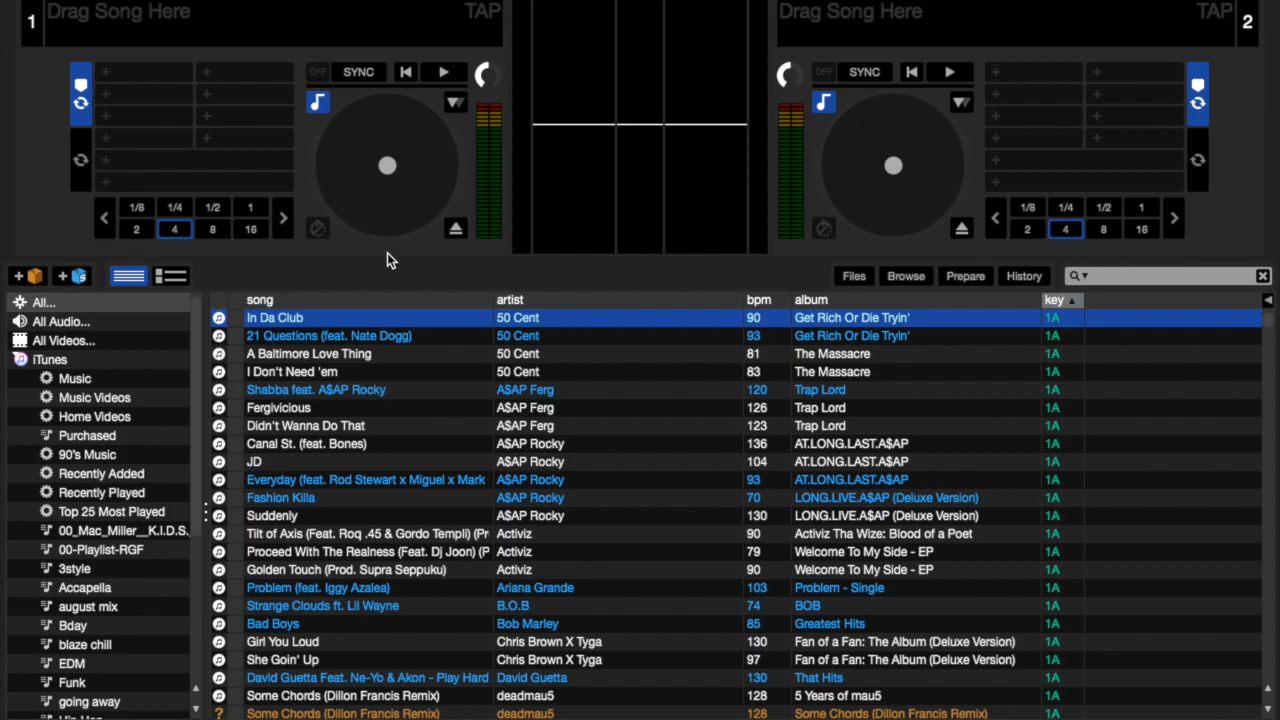 1 Drag Song Here TAP Drag Song Here TAP 2
OFF SYNC OFF SYNC
1/8 1/4 1/2 1 1/8 1/4 1/2 1
2 4 8 16 2 4 8 16
Files Browse Prepare History
song artist bpm album key
All...
All Audio...
All Videos...
iTunes
Music
Music Videos
Home Videos
Purchased
90's Music
Recently Added
Recently Played
Top 25 Most Played
00_Mac_Miller__K.I.D.S.
00-Playlist-RGF
3style
Accapella
august mix
Bday
blaze chill
EDM
Funk
going away
In Da Club 50 Cent 90 Get Rich Or Die Tryin' 1A
21 Questions (feat. Nate Dogg) 50 Cent 93 Get Rich Or Die Tryin' 1A
A Baltimore Love Thing 50 Cent 81 The Massacre 1A
I Don't Need 'em 50 Cent 83 The Massacre 1A
Shabba feat. A$AP Rocky A$AP Ferg 120 Trap Lord 1A
Fergivicious A$AP Ferg 126 Trap Lord 1A
Didn't Wanna Do That A$AP Ferg 123 Trap Lord 1A
Canal St. (feat. Bones) A$AP Rocky 136 AT.LONG.LAST.A$AP 1A
JD A$AP Rocky 104 AT.LONG.LAST.A$AP 1A
Everyday (feat. Rod Stewart x Miguel x Mark A$AP Rocky 93 AT.LONG.LAST.A$AP 1A
Fashion Killa A$AP Rocky 70 LONG.LIVE.A$AP (Deluxe Version) 1A
Suddenly A$AP Rocky 130 LONG.LIVE.A$AP (Deluxe Version) 1A
Tilt of Axis (Feat. Roq .45 & Gordo Templi) (Pr Activiz 90 Activiz Tha Wize: Blood of a Poet 1A
Proceed With The Realness (Feat. Dj Joon) (P Activiz 79 Welcome To My Side - EP 1A
Golden Touch (Prod. Supra Seppuku) Activiz 90 Welcome To My Side - EP 1A
Problem (feat. Iggy Azalea) Ariana Grande 103 Problem - Single 1A
Strange Clouds ft. Lil Wayne B.O.B 74 BOB 1A
Bad Boys Bob Marley 85 Greatest Hits 1A
Girl You Loud Chris Brown X Tyga 130 Fan of a Fan: The Album (Deluxe Version) 1A
She Goin' Up Chris Brown X Tyga 97 Fan of a Fan: The Album (Deluxe Version) 1A
David Guetta Feat. Ne-Yo & Akon - Play Hard David Guetta 130 That Hits 1A
Some Chords (Dillon Francis Remix) deadmau5 128 5 Years of mau5 1A
Some Chords (Dillon Francis Remix) deadmau5 128 5 Years of mau5 1A